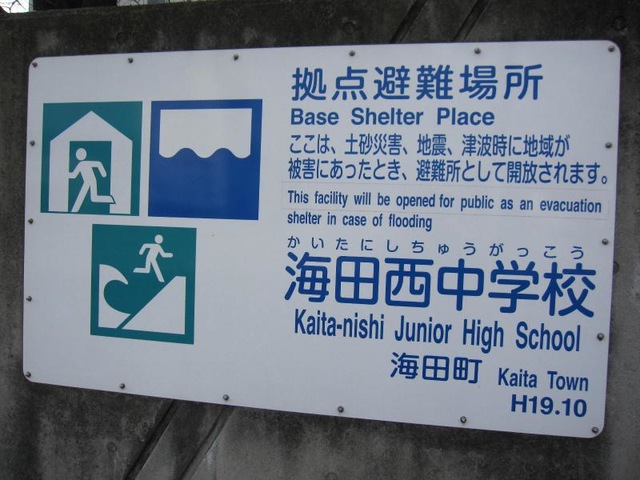 拠点避難場所
Base Shelter Place
ここは、土砂災害、地震、津波時に地域が
被害にあったとき、避難所として開放されます。
This facility will be opened for public as an evacuation
shelter in case of flooding
かいたにしちゅうがっこう
海田西中学校
Kaita-nishi Junior High School
海田町 Kaita Town
H19.10